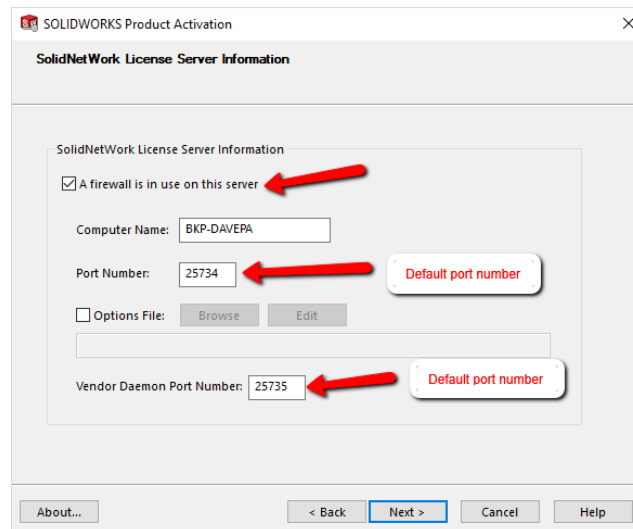 SOLIDWORKS Product Activation
SolidNetWork License Server Information
SolidNetWork License Server Information
A firewall is in use on this server
Computer Name: BKP-DAVEPA
Port Number: 25734 Default port number
Options File: Browse Edit
Vendor Daemon Port Number: 25735 Default port number
About... < Back Next > Cancel Help